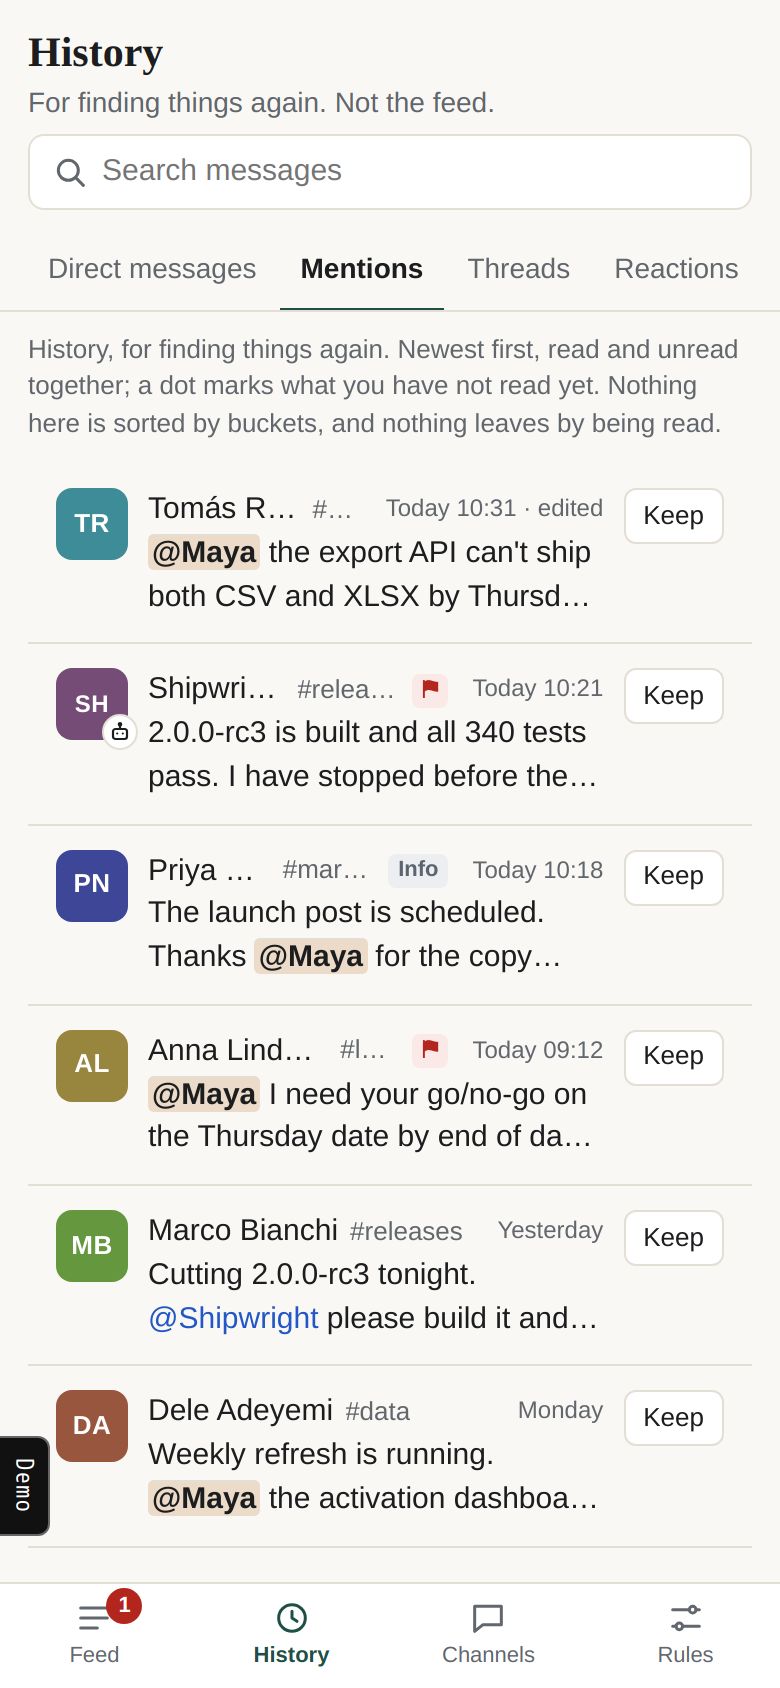 History
For finding things again. Not the feed.
Search messages
Direct messages Mentions Threads Reactions
History, for finding things again. Newest first, read and unread
together; a dot marks what you have not read yet. Nothing
here is sorted by buckets, and nothing leaves by being read.
TR Tomás R… #… Today 10:31 · edited Keep
@Maya the export API can't ship
both CSV and XLSX by Thursd…
SH Shipwri… #relea… Today 10:21 Keep
2.0.0-rc3 is built and all 340 tests
pass. I have stopped before the…
PN Priya … #mar… Info Today 10:18 Keep
The launch post is scheduled.
Thanks @Maya for the copy…
AL Anna Lind… #l… Today 09:12 Keep
@Maya I need your go/no-go on
the Thursday date by end of da…
MB Marco Bianchi #releases Yesterday Keep
Cutting 2.0.0-rc3 tonight.
@Shipwright please build it and…
DA Dele Adeyemi #data Monday Keep
Weekly refresh is running.
@Maya the activation dashboa…
Demo
1
Feed History Channels Rules